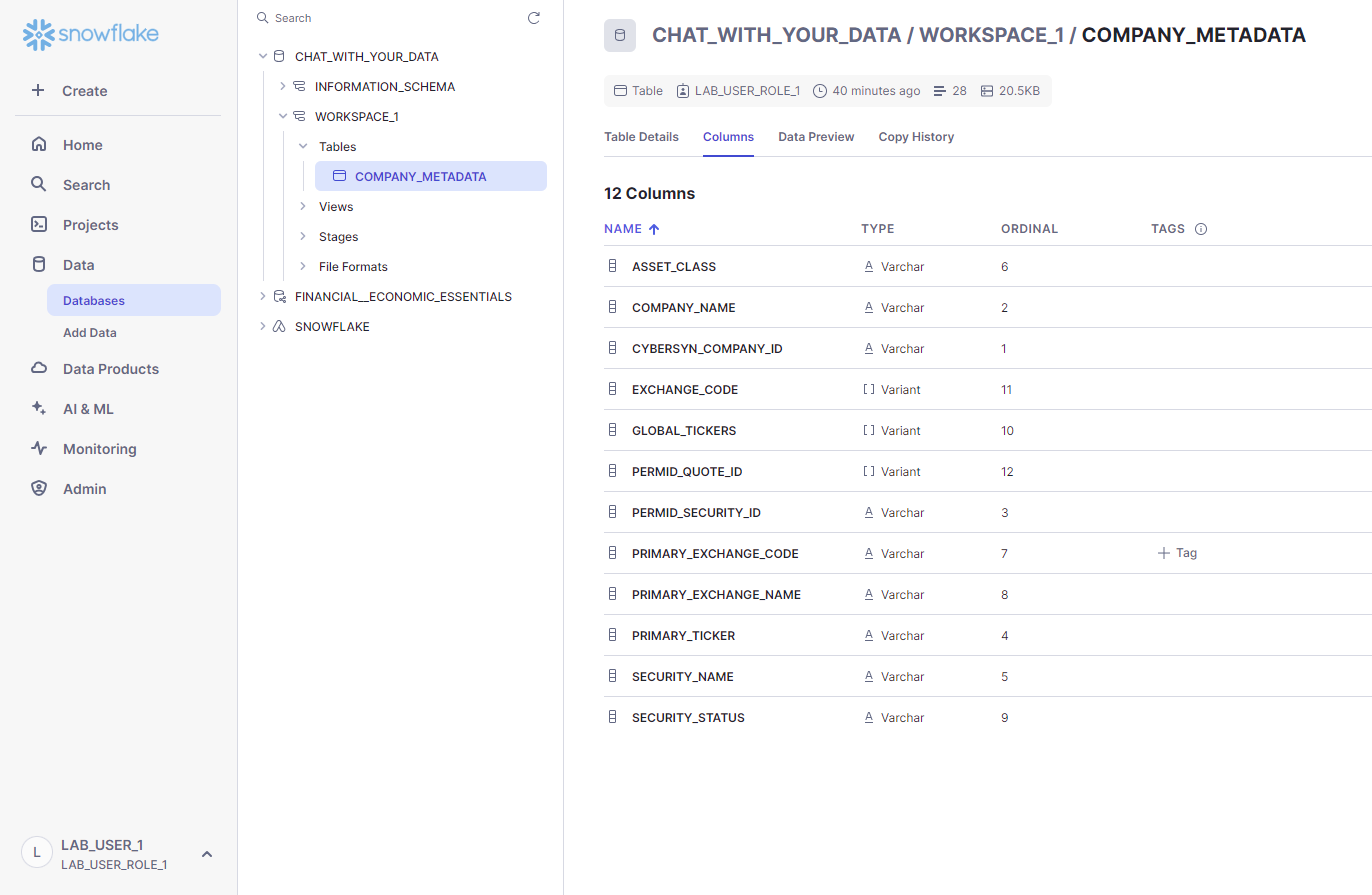 snowflake
Create
Home
Search
Projects
Data
Databases
Add Data
Data Products
AI & ML
Monitoring
Admin
L
LAB_USER_1
LAB_USER_ROLE_1
Search
CHAT_WITH_YOUR_DATA
INFORMATION_SCHEMA
WORKSPACE_1
Tables
COMPANY_METADATA
Views
Stages
File Formats
FINANCIAL__ECONOMIC_ESSENTIALS
SNOWFLAKE
CHAT_WITH_YOUR_DATA / WORKSPACE_1 / COMPANY_METADATA
Table LAB_USER_ROLE_1 40 minutes ago 28 20.5KB
Table Details Columns Data Preview Copy History
12 Columns
NAME TYPE ORDINAL TAGS
ASSET_CLASS A Varchar 6
COMPANY_NAME A Varchar 2
CYBERSYN_COMPANY_ID A Varchar 1
EXCHANGE_CODE [ ] Variant 11
GLOBAL_TICKERS [ ] Variant 10
PERMID_QUOTE_ID [ ] Variant 12
PERMID_SECURITY_ID A Varchar 3
PRIMARY_EXCHANGE_CODE A Varchar 7 + Tag
PRIMARY_EXCHANGE_NAME A Varchar 8
PRIMARY_TICKER A Varchar 4
SECURITY_NAME A Varchar 5
SECURITY_STATUS A Varchar 9